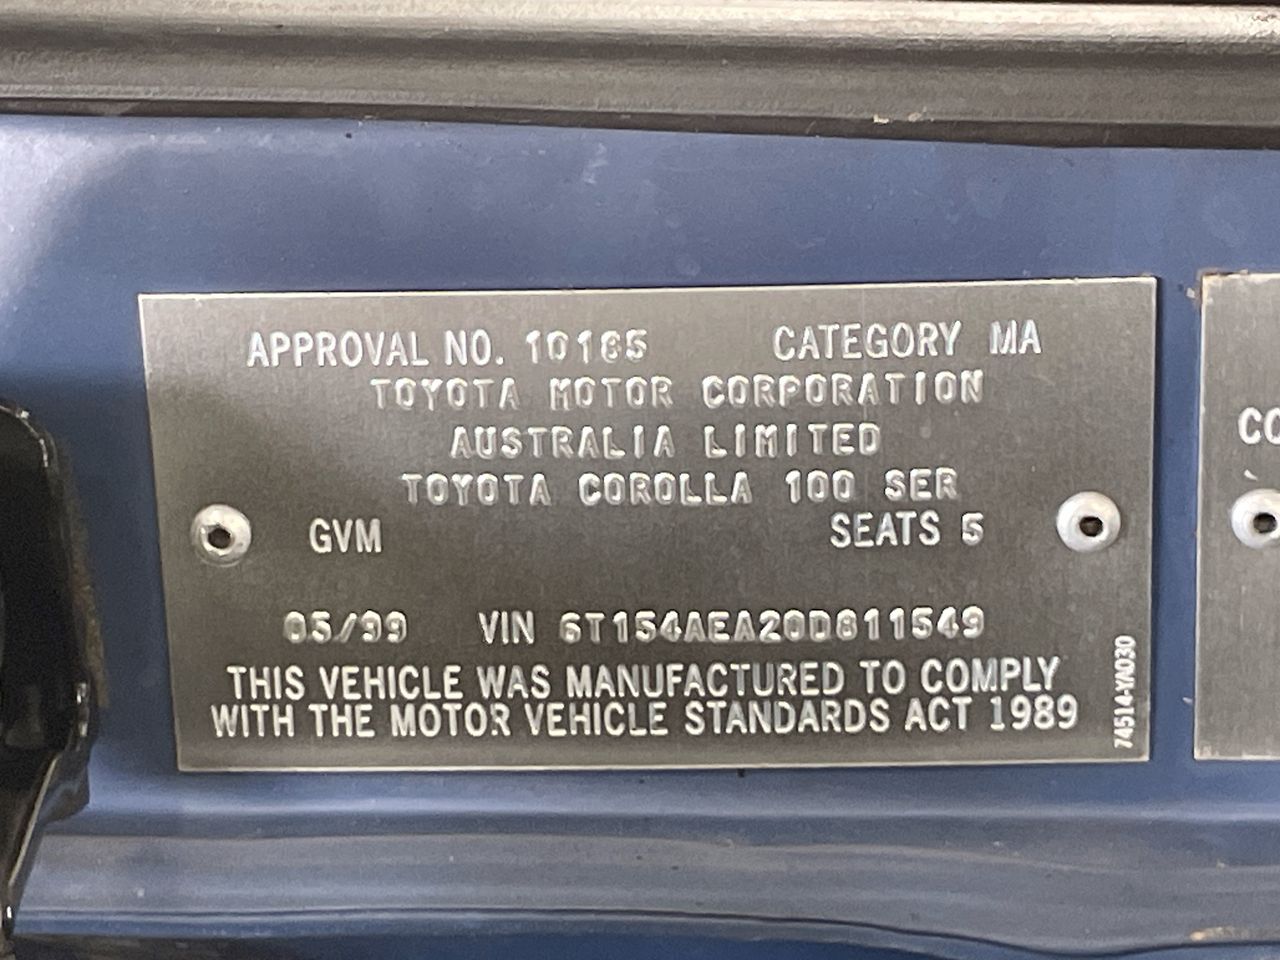 APPROVAL NO. 10165 CATEGORY MA
TOYOTA MOTOR CORPORATION
AUSTRALIA LIMITED
TOYOTA COROLLA 100 SER
GVM SEATS 5
05/99 VIN 6T154AEA20D811549
THIS VEHICLE WAS MANUFACTURED TO COMPLY
WITH THE MOTOR VEHICLE STANDARDS ACT 1989
74514-YA030
CO